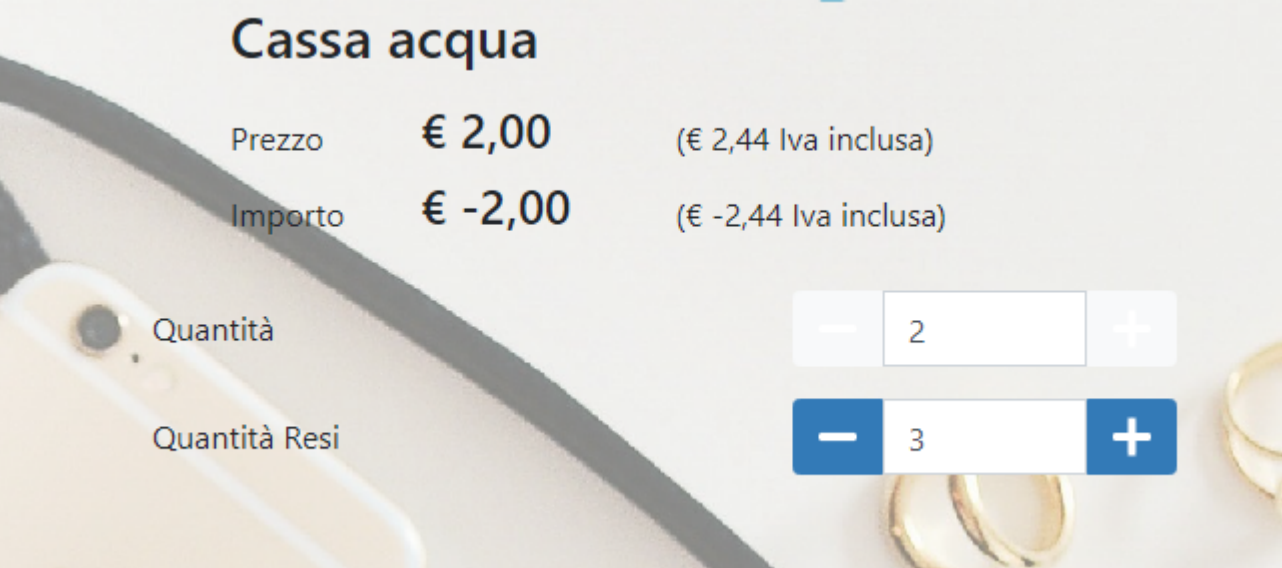 Cassa acqua
Prezzo € 2,00 (€ 2,44 Iva inclusa)
Importo € -2,00 (€ -2,44 Iva inclusa)
Quantità 2
Quantità Resi 3